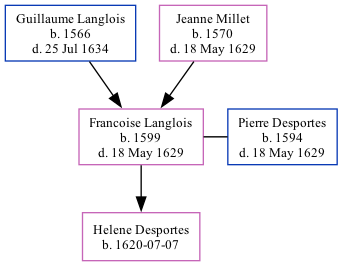 Guillaume Langlois
b. 1566
d. 25 Jul 1634
Jeanne Millet
b. 1570
d. 18 May 1629
Francoise Langlois
b. 1599
d. 18 May 1629
Pierre Desportes
b. 1594
d. 18 May 1629
Helene Desportes
b. 1620-07-07